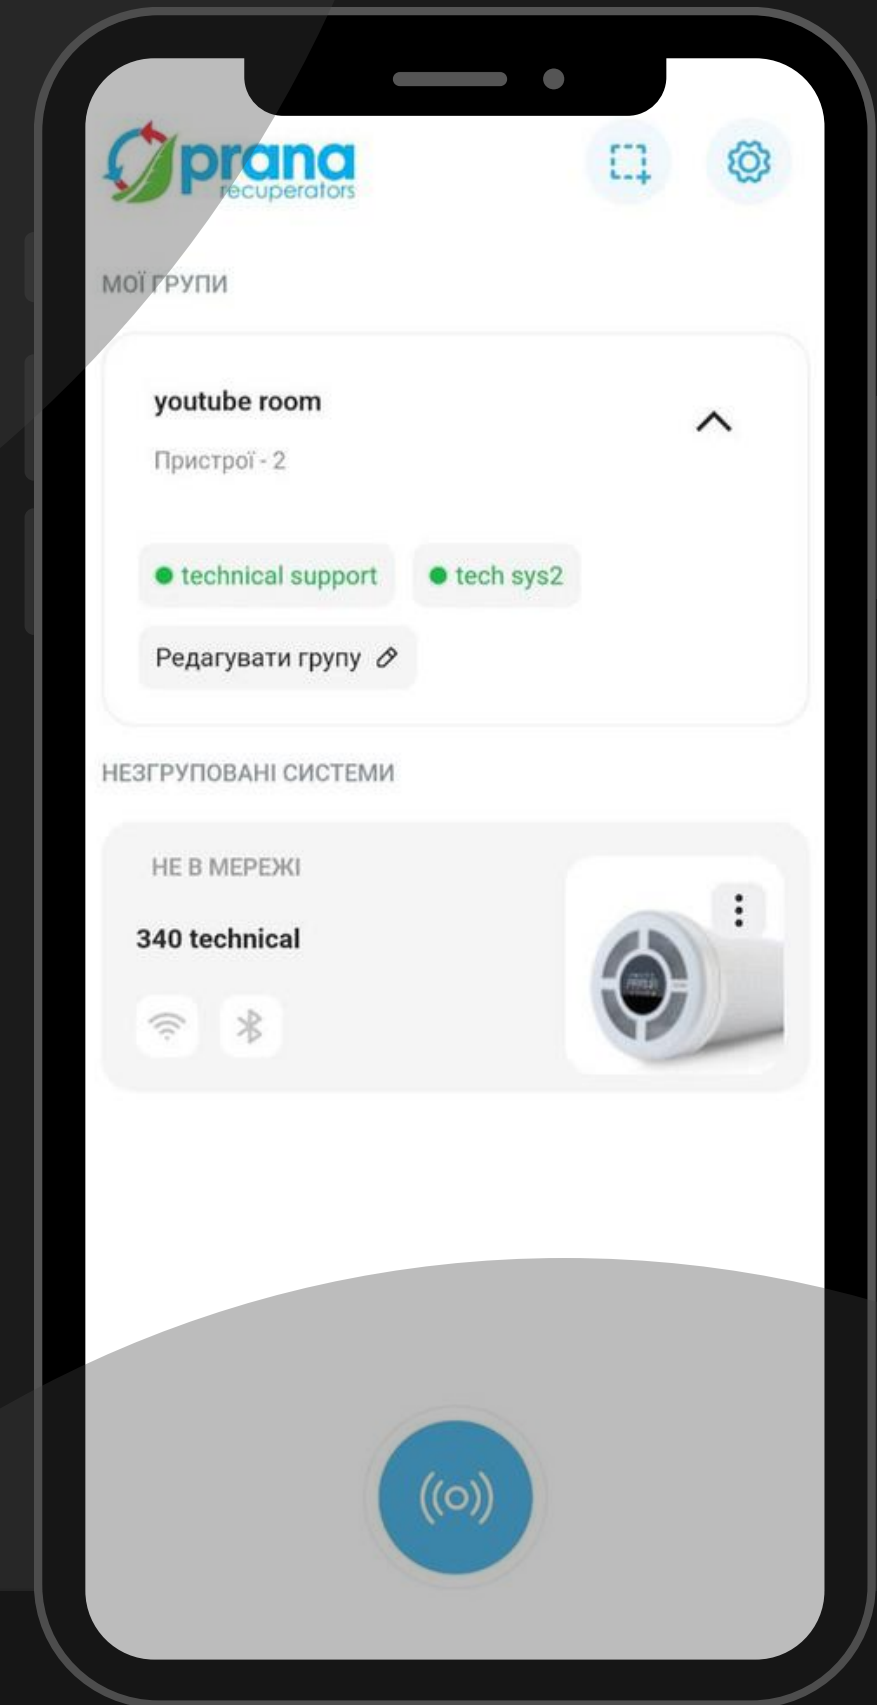 prana
recuperators
МОЇ ГРУПИ
youtube room
Пристрої - 2
technical support
tech sys2
Редагувати групу
НЕЗГРУПОВАНІ СИСТЕМИ
НЕ В МЕРЕЖІ
340 technical